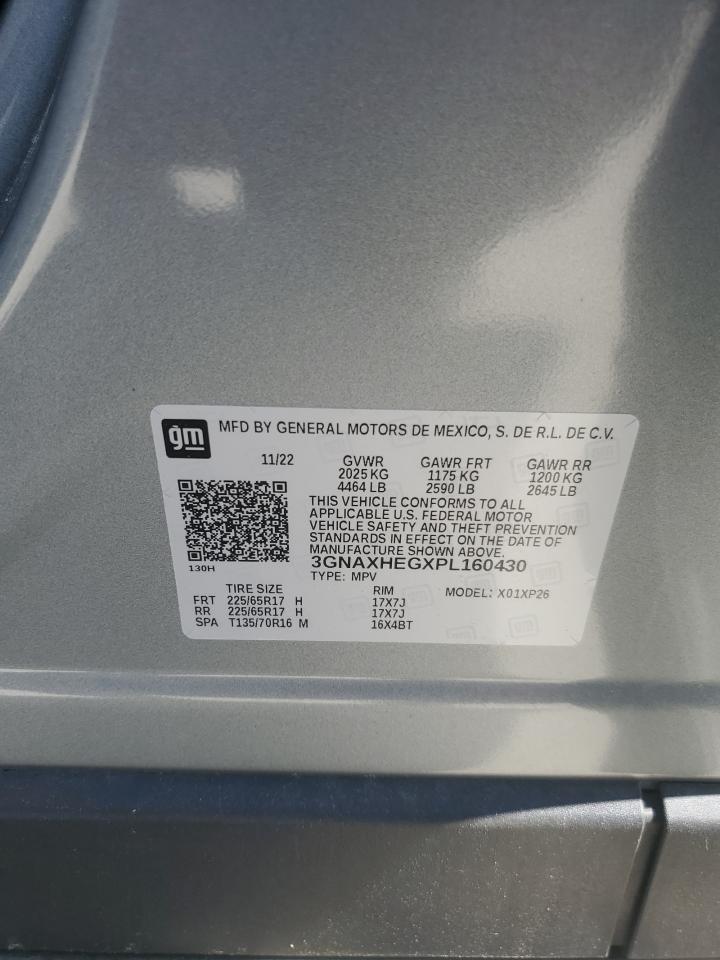 gm
MFD BY GENERAL MOTORS DE MEXICO, S. DE R.L. DE C.V.
11/22 GVWR GAWR FRT GAWR RR
2025 KG 1175 KG 1200 KG
4464 LB 2590 LB 2645 LB
THIS VEHICLE CONFORMS TO ALL
APPLICABLE U.S. FEDERAL MOTOR
VEHICLE SAFETY AND THEFT PREVENTION
STANDARDS IN EFFECT ON THE DATE OF
MANUFACTURE SHOWN ABOVE.
130H
3GNAXHEGXPL160430
TYPE: MPV MODEL: X01XP26
TIRE SIZE RIM
FRT 225/65R17 H 17X7J
RR 225/65R17 H 17X7J
SPA T135/70R16 M 16X4BT